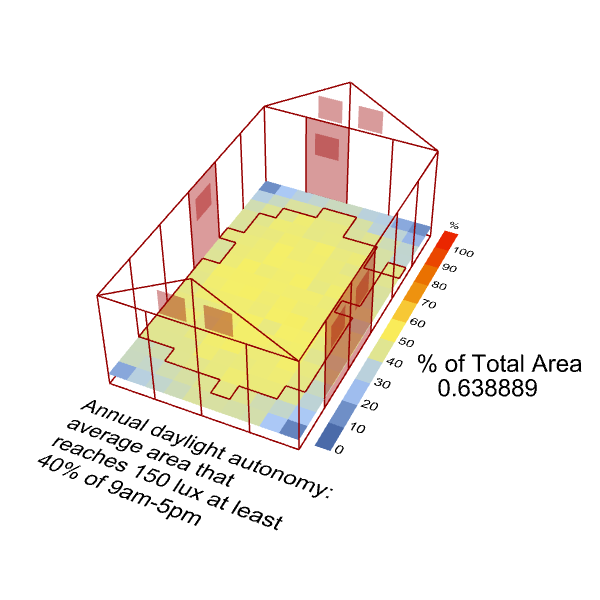 %
100
90
80
70
60
50
40
30
20
10
0
% of Total Area
0.638889
Annual daylight autonomy:
average area that
reaches 150 lux at least
40% of 9am-5pm